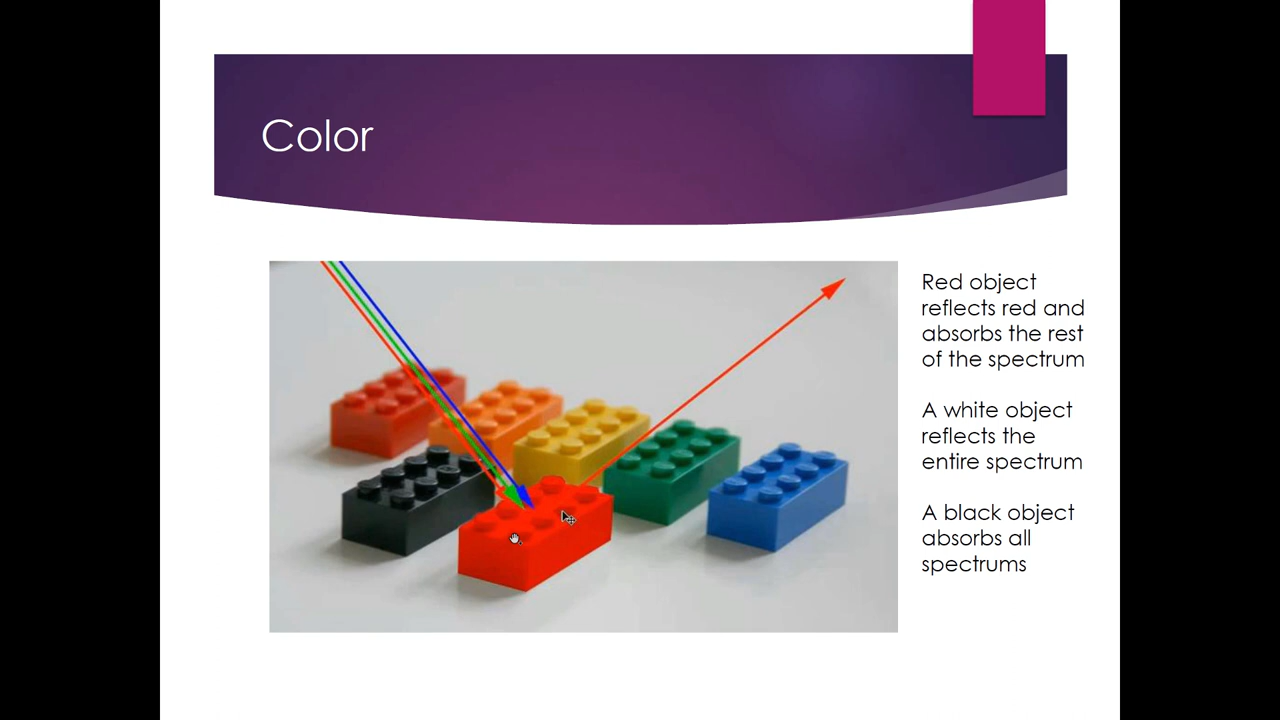 Color
Red object
reflects red and
absorbs the rest
of the spectrum
A white object
reflects the
entire spectrum
A black object
absorbs all
spectrums